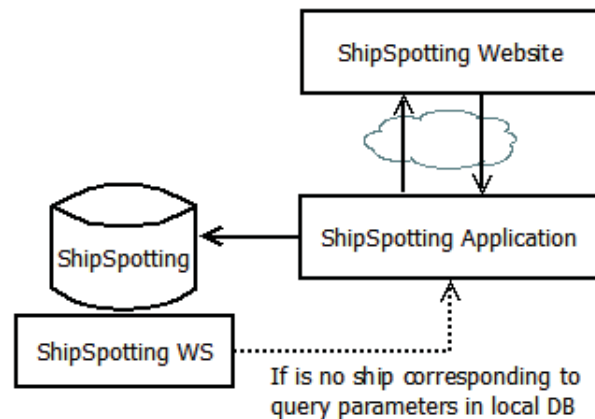 ShipSpotting Website
ShipSpotting Application
ShipSpotting
ShipSpotting WS
If is no ship corresponding to
query parameters in local DB